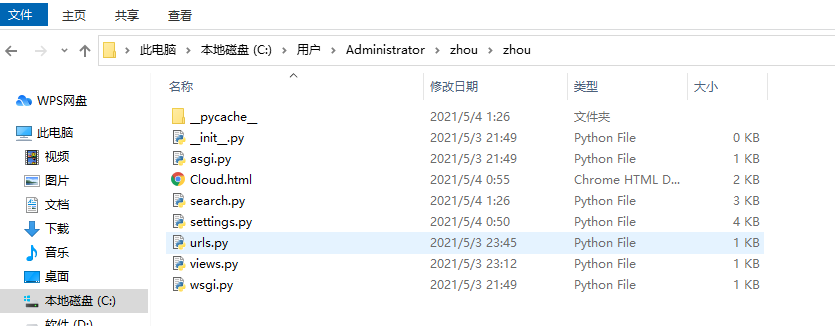 文件 主页 共享 查看
此电脑 本地磁盘 (C:) 用户 Administrator zhou zhou
名称 修改日期 类型 大小
WPS网盘
此电脑
视频
图片
文档
下载
音乐
桌面
本地磁盘 (C:)
软件 (D:)
__pycache__ 2021/5/4 1:26 文件夹
__init__.py 2021/5/3 21:49 Python File 0 KB
asgi.py 2021/5/3 21:49 Python File 1 KB
Cloud.html 2021/5/4 0:55 Chrome HTML D... 2 KB
search.py 2021/5/4 1:26 Python File 3 KB
settings.py 2021/5/4 0:50 Python File 4 KB
urls.py 2021/5/3 23:45 Python File 1 KB
views.py 2021/5/3 23:12 Python File 1 KB
wsgi.py 2021/5/3 21:49 Python File 1 KB